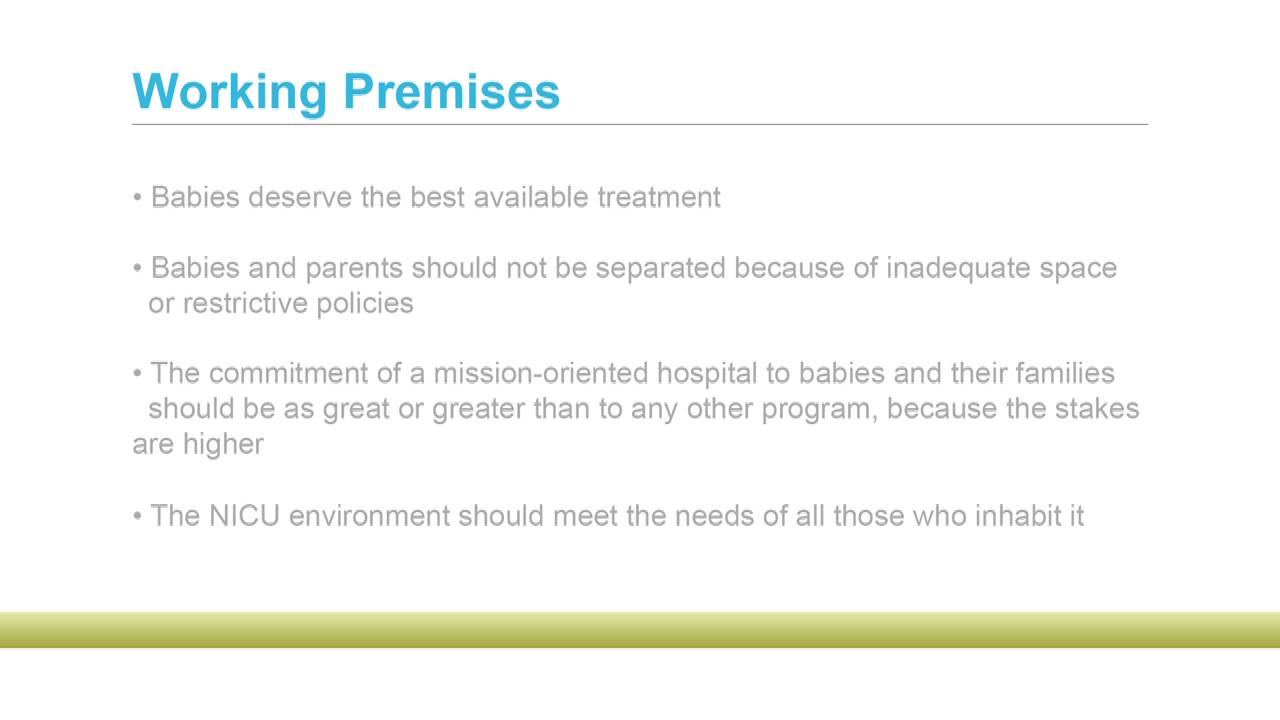 Working Premises
• Babies deserve the best available treatment
• Babies and parents should not be separated because of inadequate space
or restrictive policies
• The commitment of a mission-oriented hospital to babies and their families
should be as great or greater than to any other program, because the stakes
are higher
• The NICU environment should meet the needs of all those who inhabit it